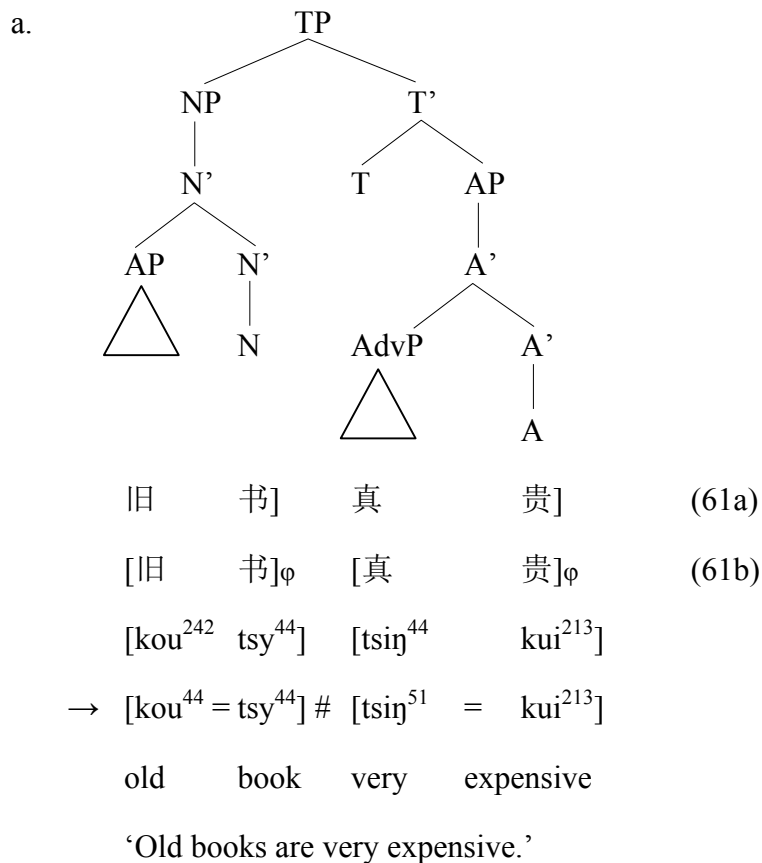 a.
TP
NP T’
N’ T AP
AP N’ A’
N AdvP A’
A
旧 书] 真 贵] (61a)
[旧 书]φ [真 贵]φ (61b)
[kou²⁴² tsy⁴⁴] [tsiŋ⁴⁴ kui²¹³]
→ [kou⁴⁴ = tsy⁴⁴] # [tsiŋ⁵¹ = kui²¹³]
old book very expensive
‘Old books are very expensive.’